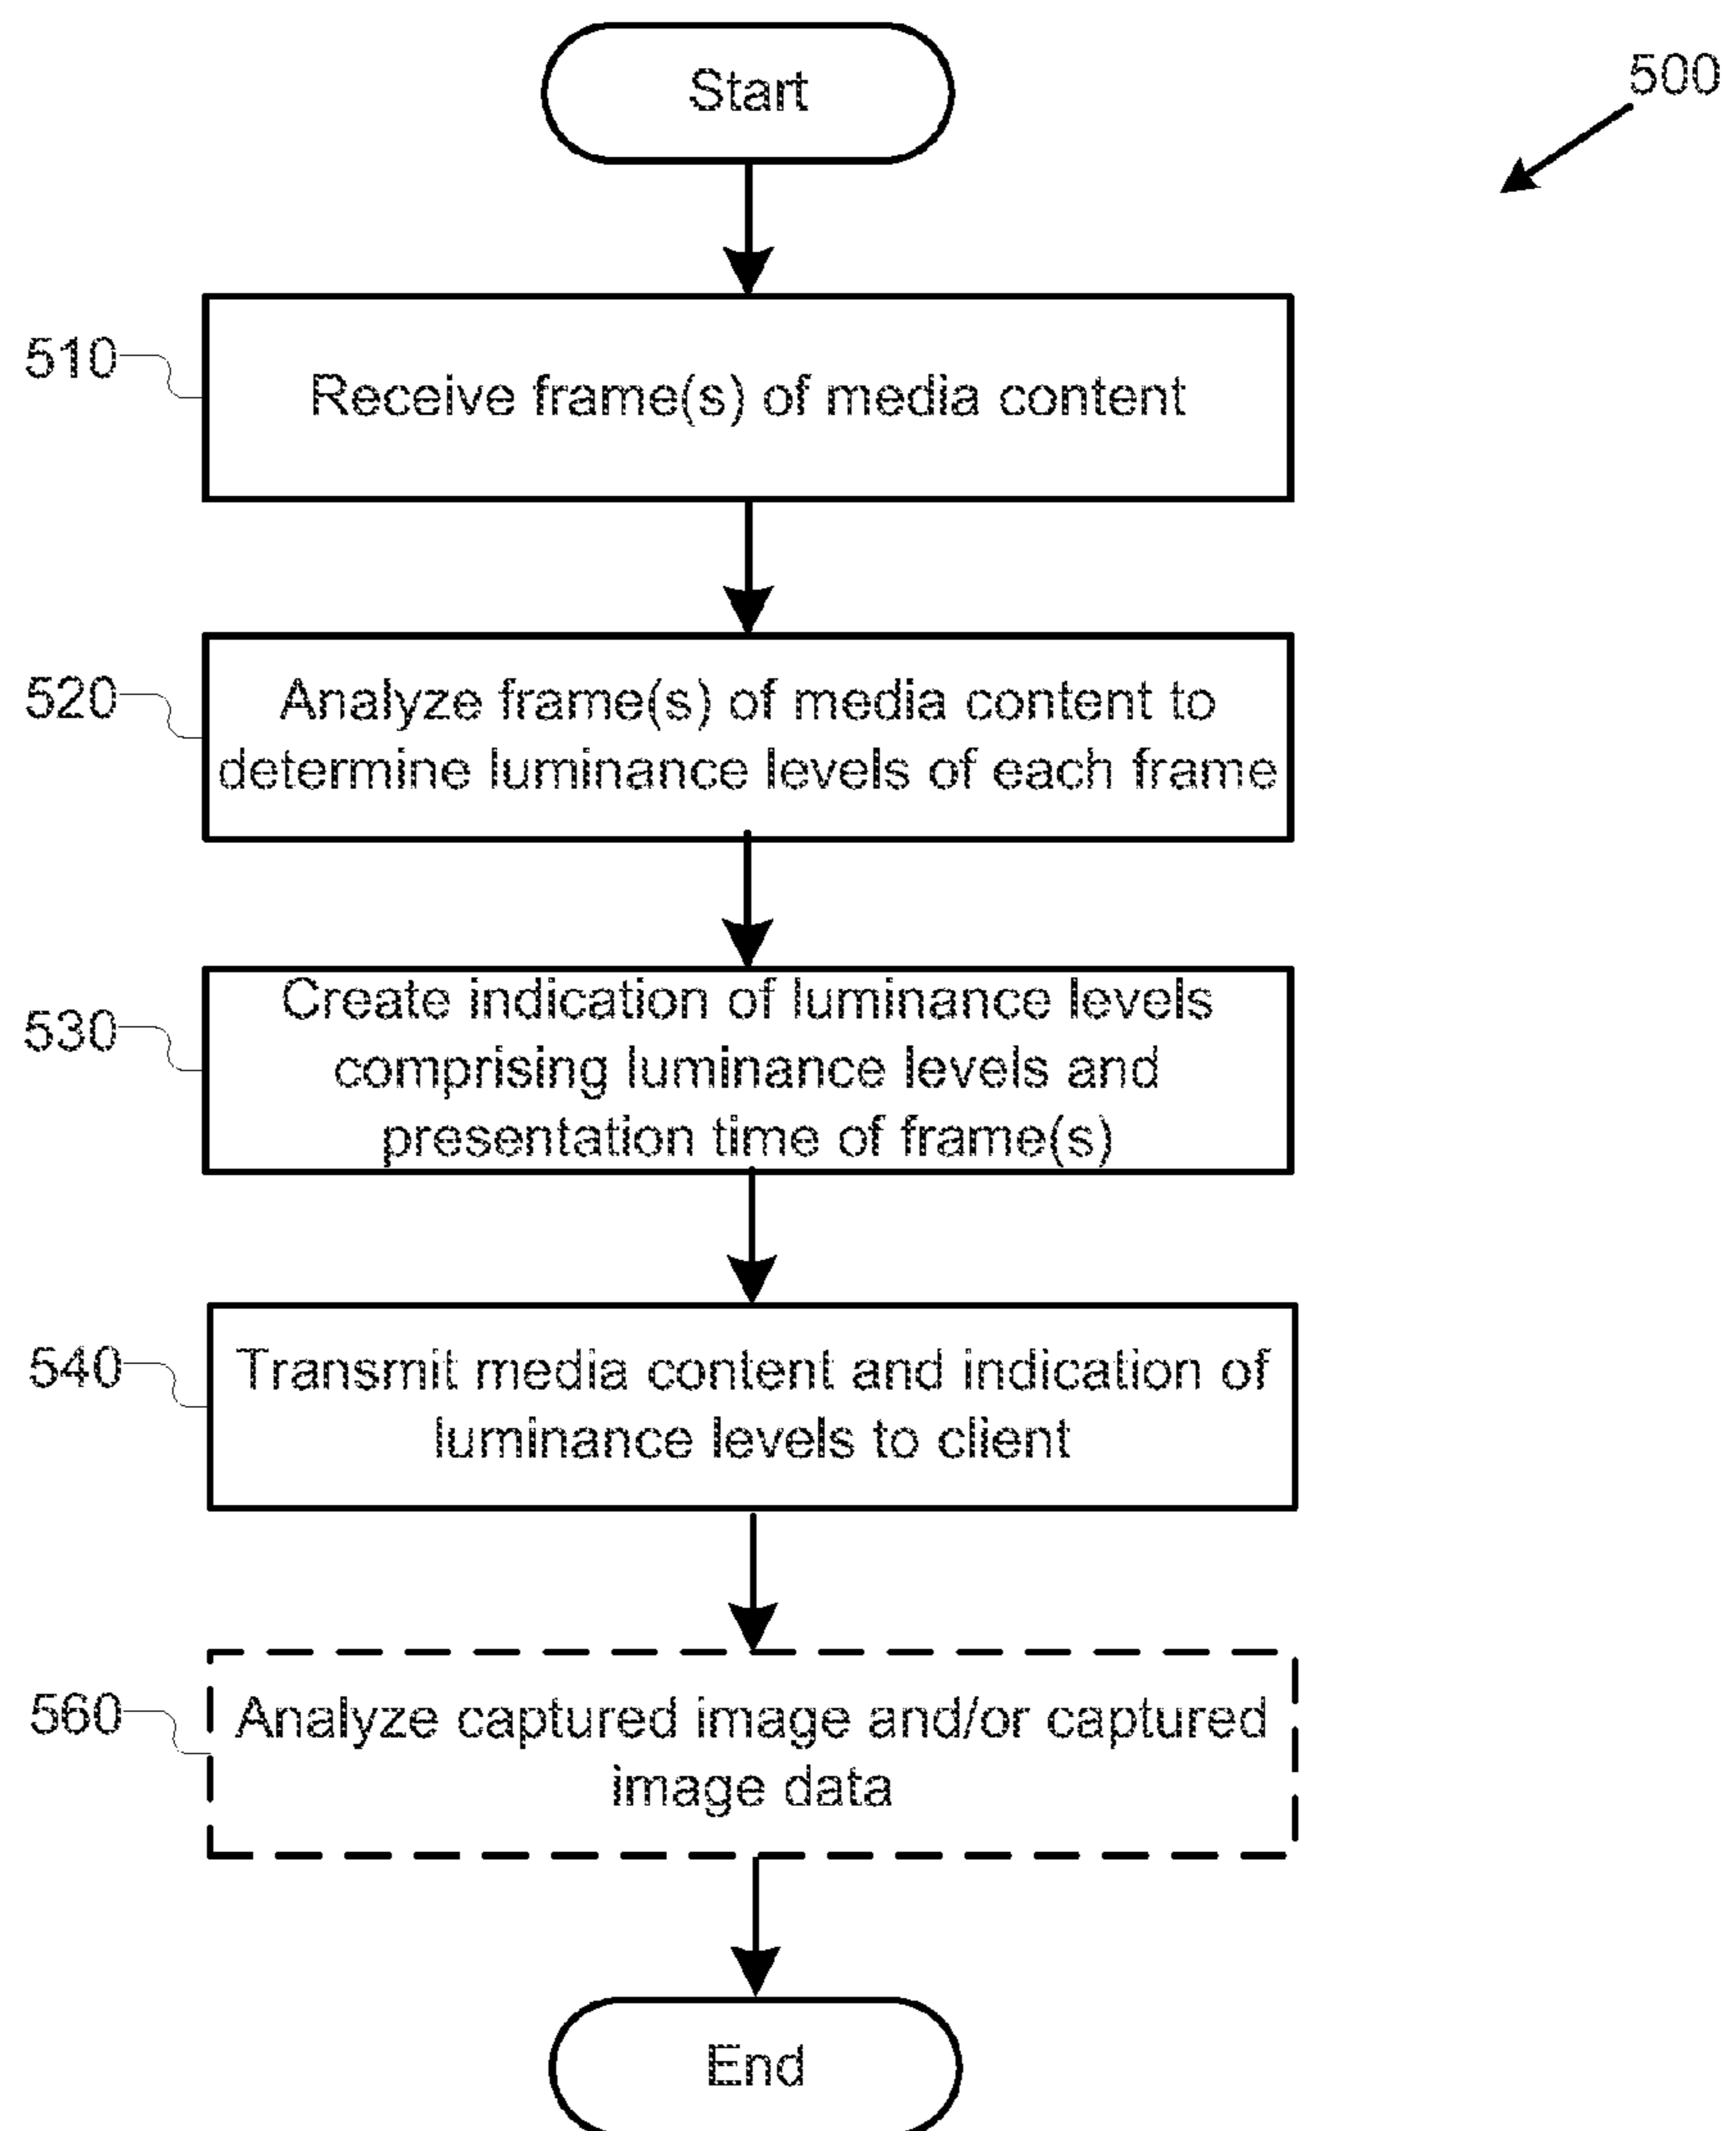 Start
500
510
Receive frame(s) of media content
520
Analyze frame(s) of media content to
determine luminance levels of each frame
530
Create indication of luminance levels
comprising luminance levels and
presentation time of frame(s)
540
Transmit media content and indication of
luminance levels to client
560
Analyze captured image and/or captured
image data
End